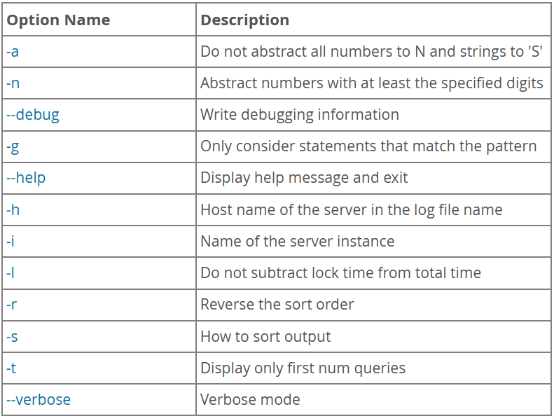 Option Name Description
-a Do not abstract all numbers to N and strings to 'S'
-n Abstract numbers with at least the specified digits
--debug Write debugging information
-g Only consider statements that match the pattern
--help Display help message and exit
-h Host name of the server in the log file name
-i Name of the server instance
-l Do not subtract lock time from total time
-r Reverse the sort order
-s How to sort output
-t Display only first num queries
--verbose Verbose mode